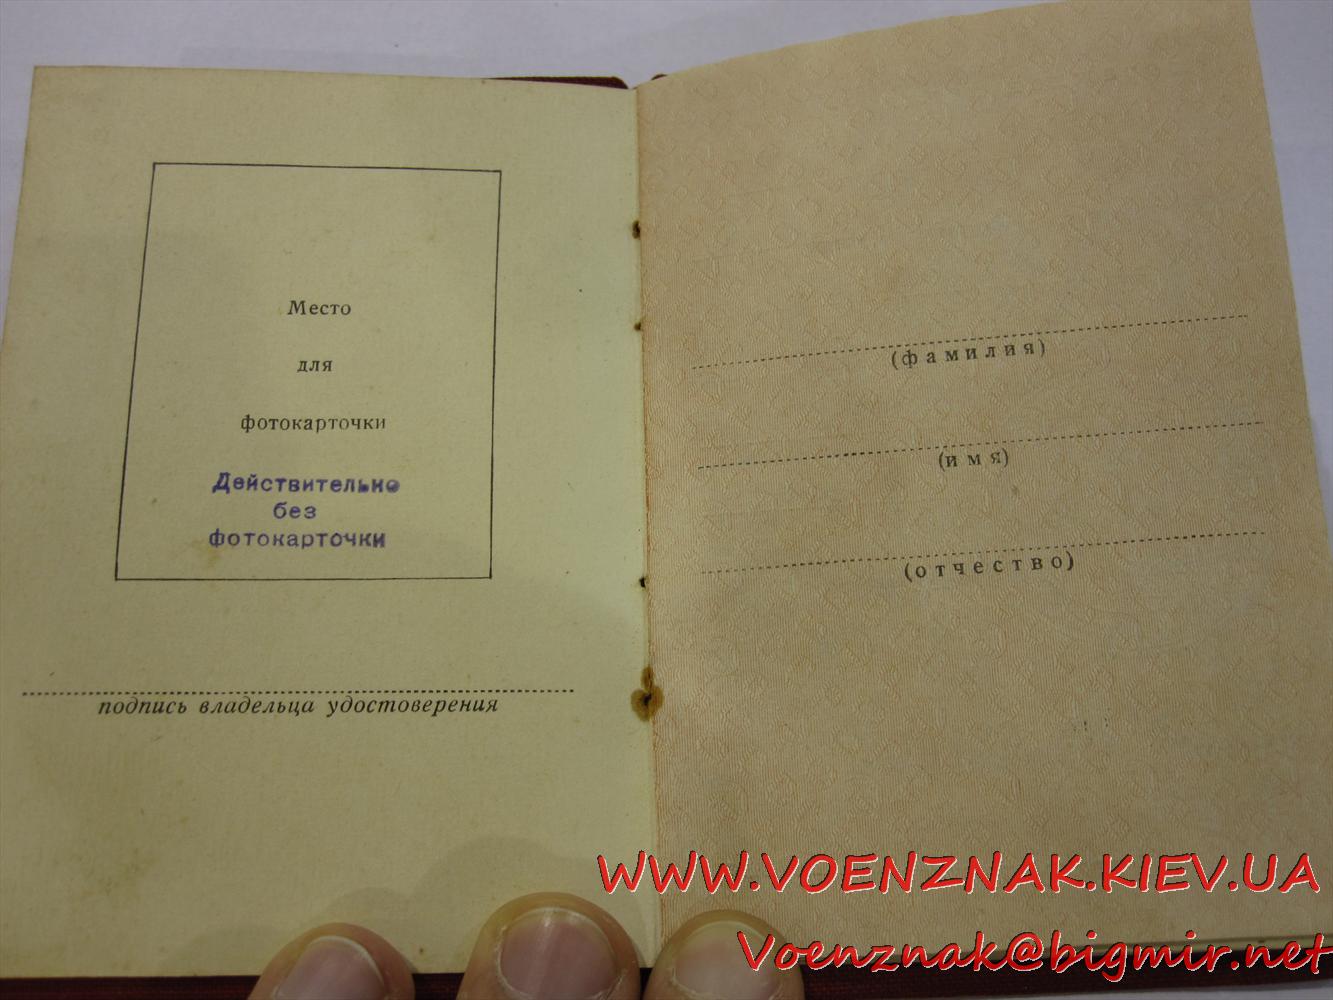 Место
для
фотокарточки
Действительно
без
фотокарточки
подпись владельца удостоверения
(фамилия)
(имя)
(отчество)
WWW.VOENZNAK.KIEV.UA
Voenznak@bigmir.net